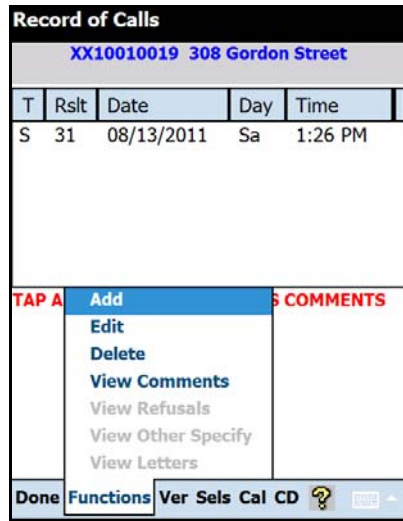 Record of Calls
XX10010019 308 Gordon Street
T Rslt Date Day Time
S 31 08/13/2011 Sa 1:26 PM
TAP A
COMMENTS
Add
Edit
Delete
View Comments
View Refusals
View Other Specify
View Letters
Done Functions Ver Sels Cal CD ?